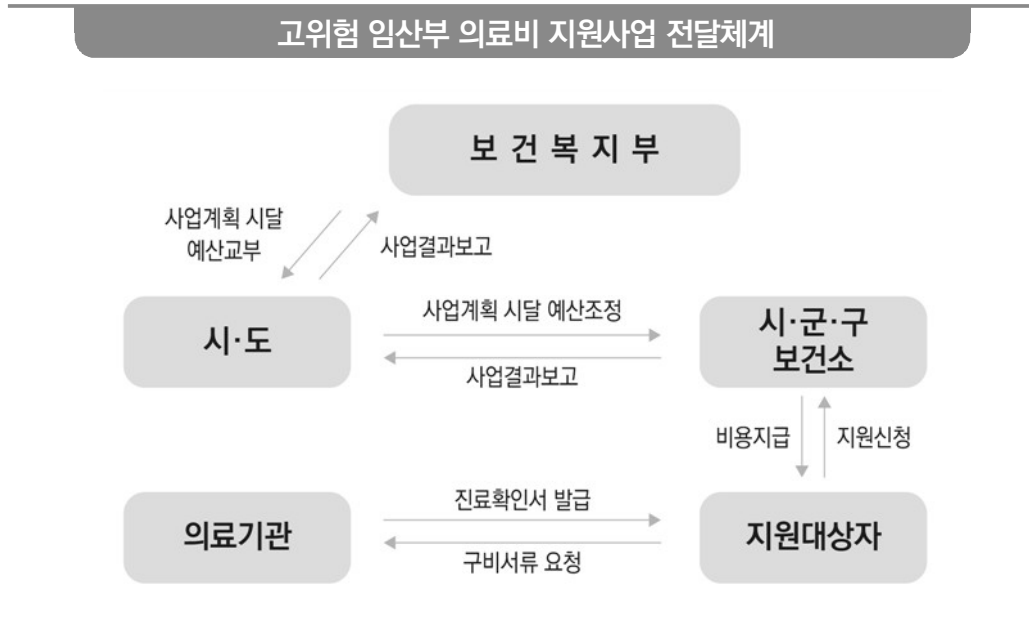 고위험 임산부 의료비 지원사업 전달체계
보 건 복 지 부
사업계획 시달
예산교부
사업결과보고
시·도
사업계획 시달 예산조정
사업결과보고
시·군·구
보건소
비용지급
지원신청
의료기관
진료확인서 발급
구비서류 요청
지원대상자